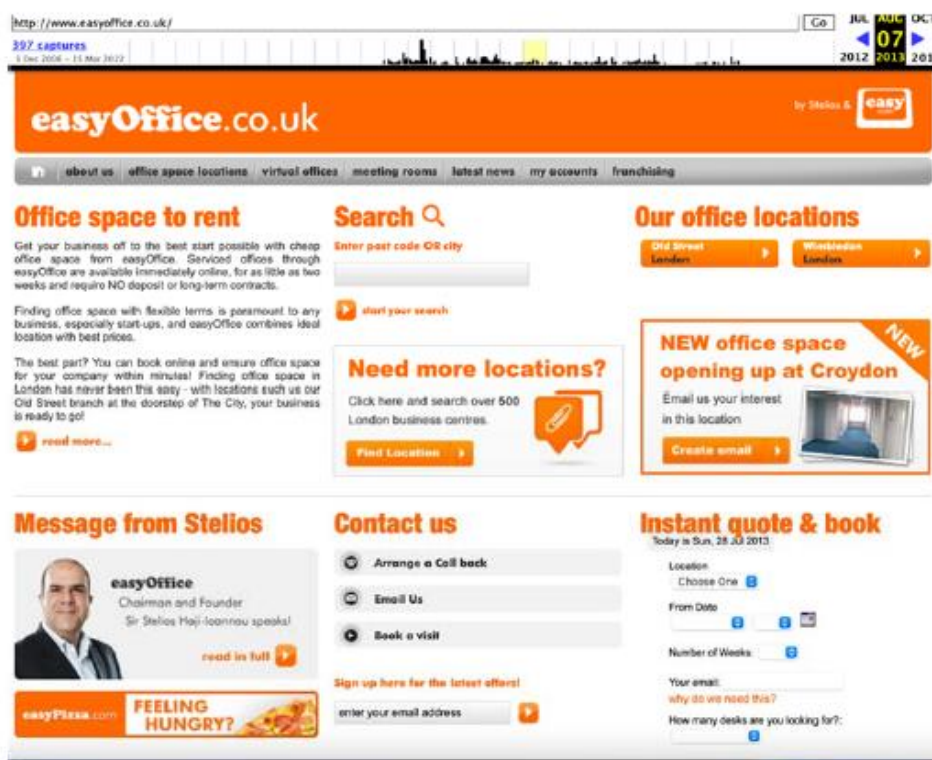 http://www.easyoffice.co.uk/
Go
JUL AUG OCT
397 captures
5 Dec 2006 – 15 Mar 2022
07
2012 2013 201
easyOffice.co.uk
by Stelios &
easy
about us office space locations virtual offices meeting rooms latest news my accounts franchising
Office space to rent
Get your business off to the best start possible with cheap
office space from easyOffice. Serviced offices through
easyOffice are available immediately online, for as little as two
weeks and require NO deposit or long-term contracts.
Finding office space with flexible terms is paramount to any
business, especially start-ups, and easyOffice combines ideal
location with best prices.
The best part? You can book online and ensure office space
for your company within minutes! Finding office space in
London has never been this easy - with locations such us our
Old Street branch at the doorstep of The City, your business
is ready to go!
read more...
Search
Enter post code OR city
start your search
Need more locations?
Click here and search over 500
London business centres.
Find Location
Our office locations
Old Street
London
Wimbledon
London
NEW
NEW office space
opening up at Croydon
Email us your interest
in this location
Create email
Message from Stelios
easyOffice
Chairman and Founder
Sir Stelios Haji-Ioannou speaks!
read in full
easyPizza.com
FEELING
HUNGRY?
Contact us
Arrange a Call back
Email Us
Book a visit
Sign up here for the latest offers!
enter your email address
Instant quote & book
Today is Sun, 28 Jul 2013
Location
Choose One
From Date
Number of Weeks
Your email:
why do we need this?
How many desks are you looking for?: